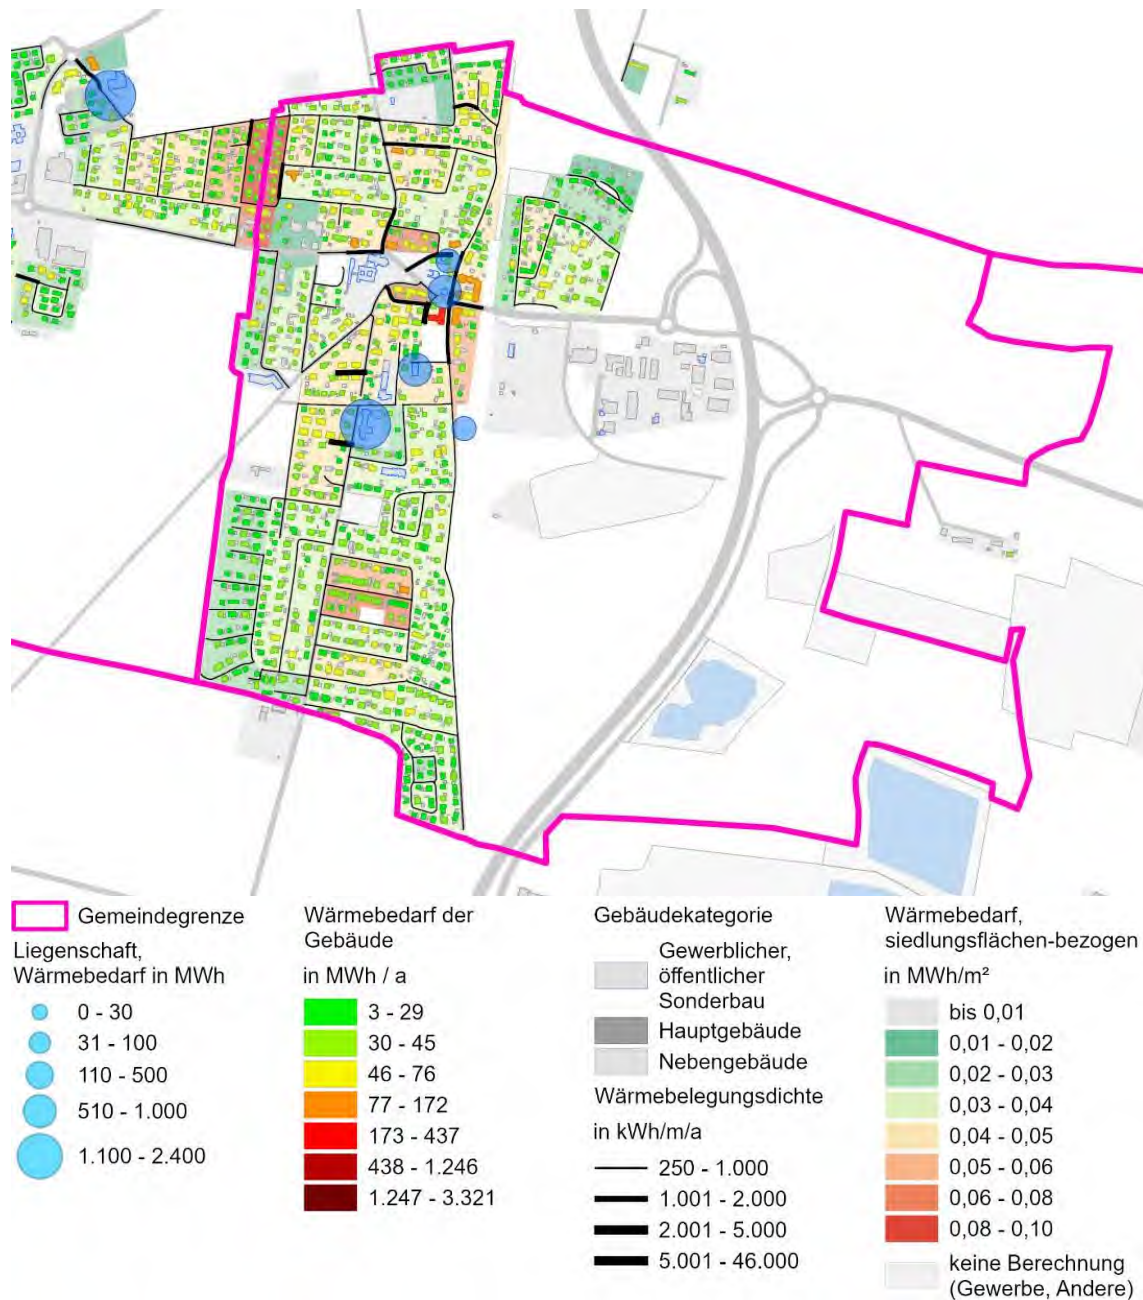 Gemeindegrenze
Liegenschaft,
Wärmebedarf in MWh
0 - 30
31 - 100
110 - 500
510 - 1.000
1.100 - 2.400
Wärmebedarf der
Gebäude
in MWh / a
3 - 29
30 - 45
46 - 76
77 - 172
173 - 437
438 - 1.246
1.247 - 3.321
Gebäudekategorie
Gewerblicher,
öffentlicher
Sonderbau
Hauptgebäude
Nebengebäude
Wärmebelegungsdichte
in kWh/m/a
250 - 1.000
1.001 - 2.000
2.001 - 5.000
5.001 - 46.000
Wärmebedarf,
siedlungsflächen-bezogen
in MWh/m²
bis 0,01
0,01 - 0,02
0,02 - 0,03
0,03 - 0,04
0,04 - 0,05
0,05 - 0,06
0,06 - 0,08
0,08 - 0,10
keine Berechnung
(Gewerbe, Andere)